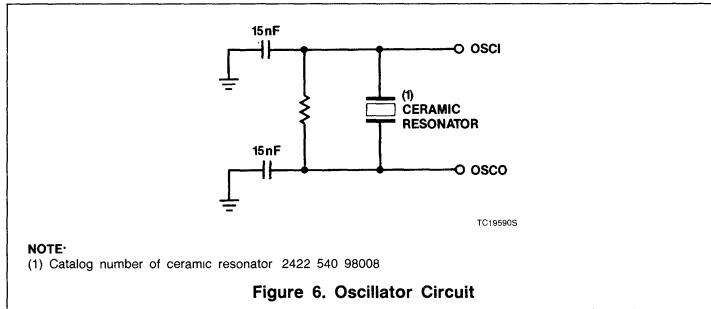 15nF
OSCI
(1)
CERAMIC
RESONATOR
15nF
OSCO
TC19590S
NOTE·
(1) Catalog number of ceramic resonator 2422 540 98008
Figure 6. Oscillator Circuit